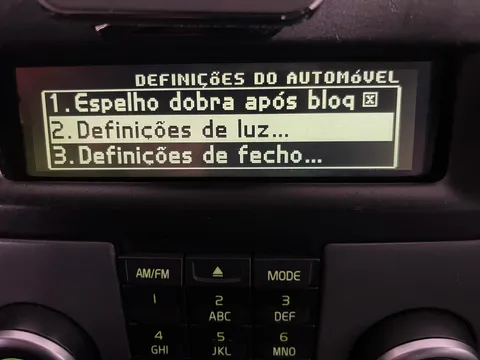 DEFINIÇÕES DO AUTOMÓVEL
1. Espelho dobra após bloq
2. Definições de luz...
3. Definições de fecho...
AM/FM
MODE
1
2
ABC
3
DEF
4
GHI
5
JKL
6
MNO